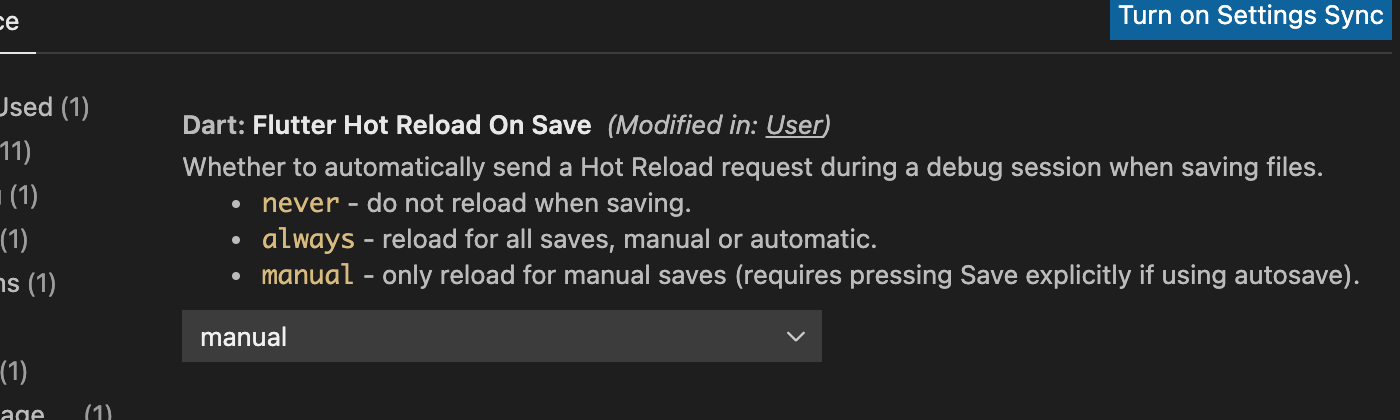 ce
Turn on Settings Sync
Used (1)
11)
(1)
(1)
ns (1)
(1)
age (1)
Dart: Flutter Hot Reload On Save (Modified in: User)
Whether to automatically send a Hot Reload request during a debug session when saving files.
• never - do not reload when saving.
• always - reload for all saves, manual or automatic.
• manual - only reload for manual saves (requires pressing Save explicitly if using autosave).
manual